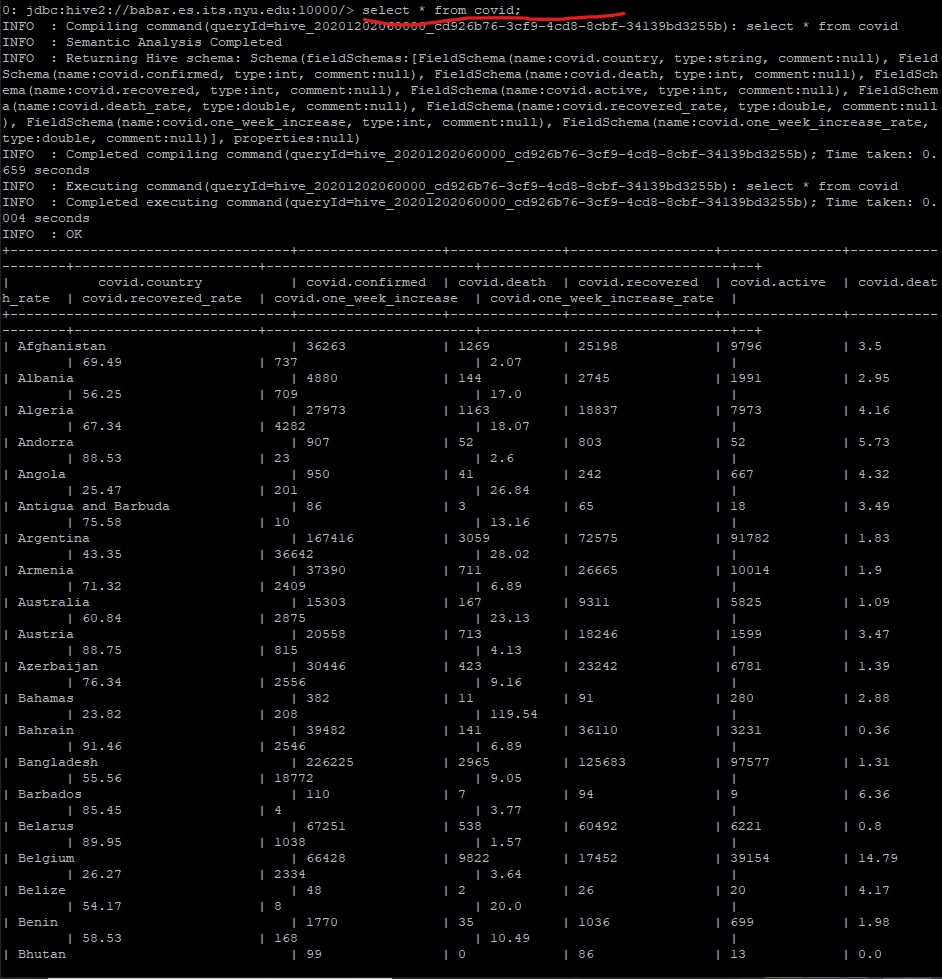 0: jdbc:hive2://babar.es.its.nyu.edu:10000/> select * from covid;
INFO  : Compiling command(queryId=hive_20201202060000_cd926b76-3cf9-4cd8-8cbf-34139bd3255b): select * from covid
INFO  : Semantic Analysis Completed
INFO  : Returning Hive schema: Schema(fieldSchemas:[FieldSchema(name:covid.country, type:string, comment:null), Field
Schema(name:covid.confirmed, type:int, comment:null), FieldSchema(name:covid.death, type:int, comment:null), FieldSch
ema(name:covid.recovered, type:int, comment:null), FieldSchema(name:covid.active, type:int, comment:null), FieldSchem
a(name:covid.death_rate, type:double, comment:null), FieldSchema(name:covid.recovered_rate, type:double, comment:null
), FieldSchema(name:covid.one_week_increase, type:int, comment:null), FieldSchema(name:covid.one_week_increase_rate,
type:double, comment:null)], properties:null)
INFO  : Completed compiling command(queryId=hive_20201202060000_cd926b76-3cf9-4cd8-8cbf-34139bd3255b); Time taken: 0.
659 seconds
INFO  : Executing command(queryId=hive_20201202060000_cd926b76-3cf9-4cd8-8cbf-34139bd3255b): select * from covid
INFO  : Completed executing command(queryId=hive_20201202060000_cd926b76-3cf9-4cd8-8cbf-34139bd3255b); Time taken: 0.
004 seconds
INFO  : OK
+-----------------------------------+------------------+--------------+------------------+---------------+-----------
--------+-----------------------+--------------------------+-------------------------------+--+
|           covid.country           | covid.confirmed  | covid.death  | covid.recovered  | covid.active  | covid.deat
h_rate  | covid.recovered_rate  | covid.one_week_increase  | covid.one_week_increase_rate  |
+-----------------------------------+------------------+--------------+------------------+---------------+-----------
--------+-----------------------+--------------------------+-------------------------------+--+
| Afghanistan                       | 36263            | 1269         | 25198            | 9796          | 3.5
        | 69.49                 | 737                      | 2.07                          |
| Albania                           | 4880             | 144          | 2745             | 1991          | 2.95
        | 56.25                 | 709                      | 17.0                          |
| Algeria                           | 27973            | 1163         | 18837            | 7973          | 4.16
        | 67.34                 | 4282                     | 18.07                         |
| Andorra                           | 907              | 52           | 803              | 52            | 5.73
        | 88.53                 | 23                       | 2.6                           |
| Angola                            | 950              | 41           | 242              | 667           | 4.32
        | 25.47                 | 201                      | 26.84                         |
| Antigua and Barbuda               | 86               | 3            | 65               | 18            | 3.49
        | 75.58                 | 10                       | 13.16                         |
| Argentina                         | 167416           | 3059         | 72575            | 91782         | 1.83
        | 43.35                 | 36642                    | 28.02                         |
| Armenia                           | 37390            | 711          | 26665            | 10014         | 1.9
        | 71.32                 | 2409                     | 6.89                          |
| Australia                         | 15303            | 167          | 9311             | 5825          | 1.09
        | 60.84                 | 2875                     | 23.13                         |
| Austria                           | 20558            | 713          | 18246            | 1599          | 3.47
        | 88.75                 | 815                      | 4.13                          |
| Azerbaijan                        | 30446            | 423          | 23242            | 6781          | 1.39
        | 76.34                 | 2556                     | 9.16                          |
| Bahamas                           | 382              | 11           | 91               | 280           | 2.88
        | 23.82                 | 208                      | 119.54                        |
| Bahrain                           | 39482            | 141          | 36110            | 3231          | 0.36
        | 91.46                 | 2546                     | 6.89                          |
| Bangladesh                        | 226225           | 2965         | 125683           | 97577         | 1.31
        | 55.56                 | 18772                    | 9.05                          |
| Barbados                          | 110              | 7            | 94               | 9             | 6.36
        | 85.45                 | 4                        | 3.77                          |
| Belarus                           | 67251            | 538          | 60492            | 6221          | 0.8
        | 89.95                 | 1038                     | 1.57                          |
| Belgium                           | 66428            | 9822         | 17452            | 39154         | 14.79
        | 26.27                 | 2334                     | 3.64                          |
| Belize                            | 48               | 2            | 26               | 20            | 4.17
        | 54.17                 | 8                        | 20.0                          |
| Benin                             | 1770             | 35           | 1036             | 699           | 1.98
        | 58.53                 | 168                      | 10.49                         |
| Bhutan                            | 99               | 0            | 86               | 13            | 0.0